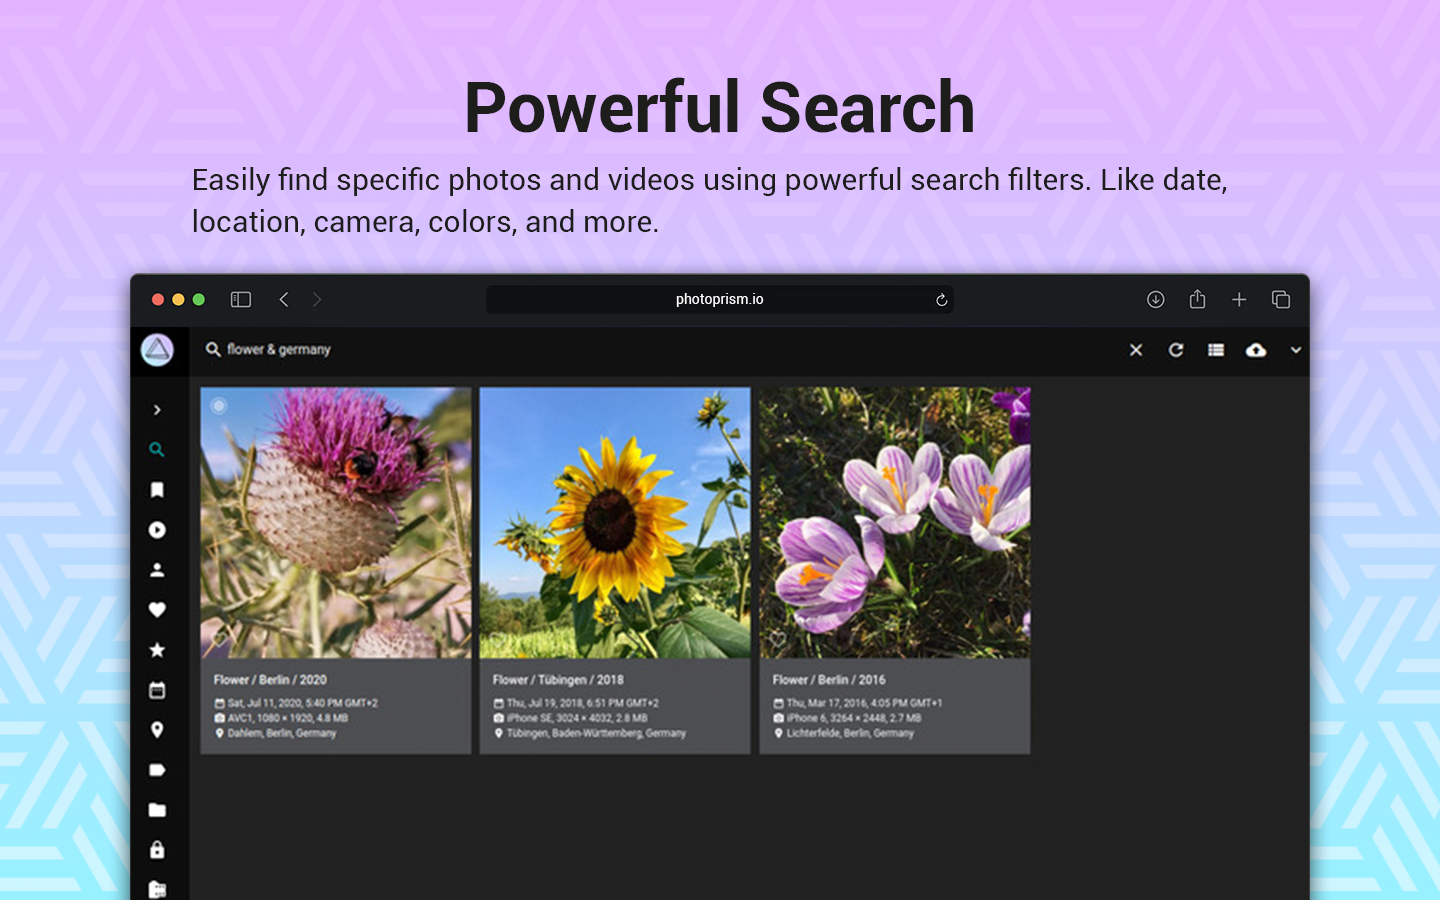 Powerful Search
Easily find specific photos and videos using powerful search filters. Like date,
location, camera, colors, and more.
photoprism.io
flower & germany
Flower / Berlin / 2020
Sat, Jul 11, 2020, 5:40 PM GMT+2
AVC1, 1080 × 1920, 4.8 MB
Dahlem, Berlin, Germany
Flower / Tübingen / 2018
Thu, Jul 19, 2018, 6:51 PM GMT+2
iPhone SE, 3024 × 4032, 2.8 MB
Tübingen, Baden-Württemberg, Germany
Flower / Berlin / 2016
Thu, Mar 17, 2016, 4:05 PM GMT+1
iPhone 6, 3264 × 2448, 2.7 MB
Lichterfelde, Berlin, Germany